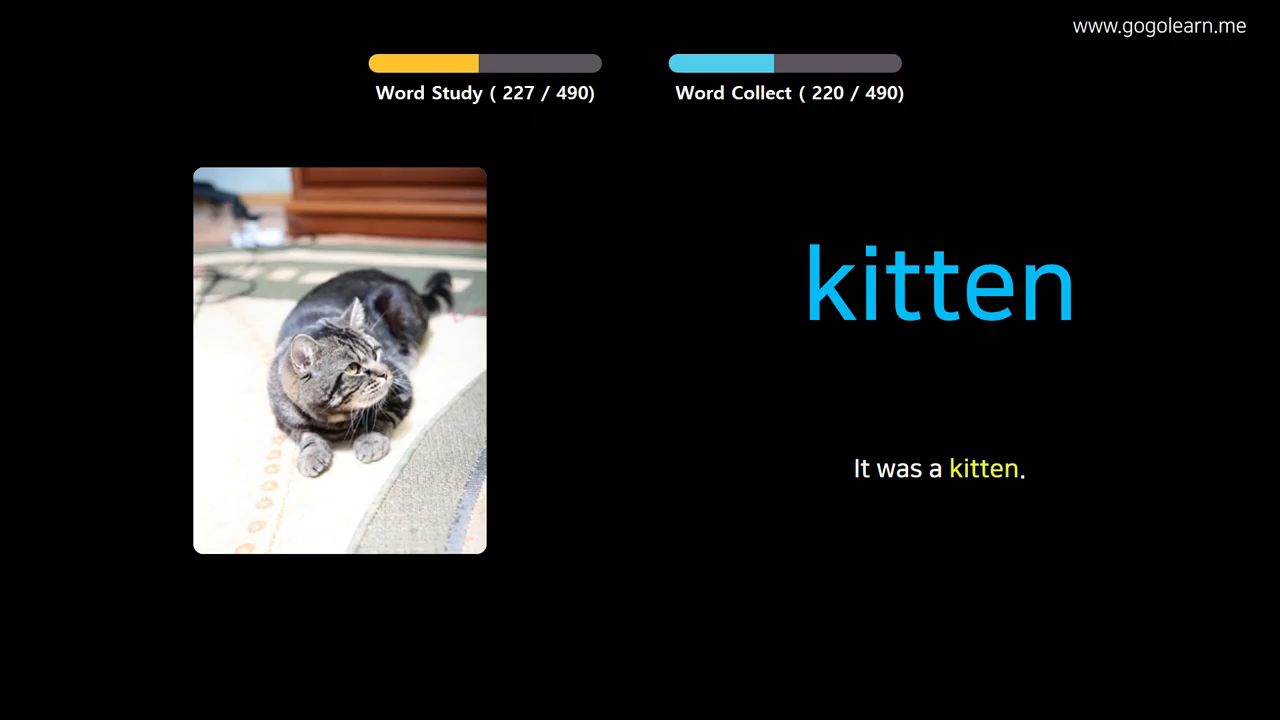 www.gogolearn.me
Word Study ( 227 / 490)
Word Collect ( 220 / 490)
kitten
It was a kitten.